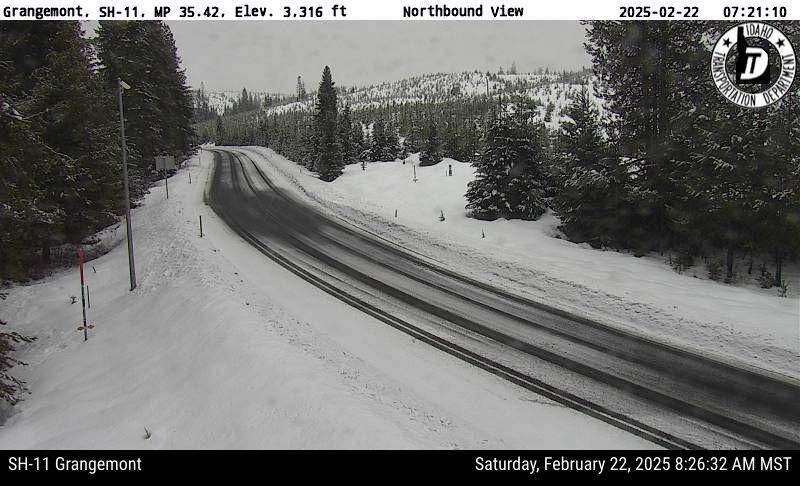 Grangemont, SH-11, MP 35.42, Elev. 3,316 ft Northbound View 2025-02-22 07:21:10
IDAHO
TRANSPORTATION DEPARTMENT
SH-11 Grangemont Saturday, February 22, 2025 8:26:32 AM MST